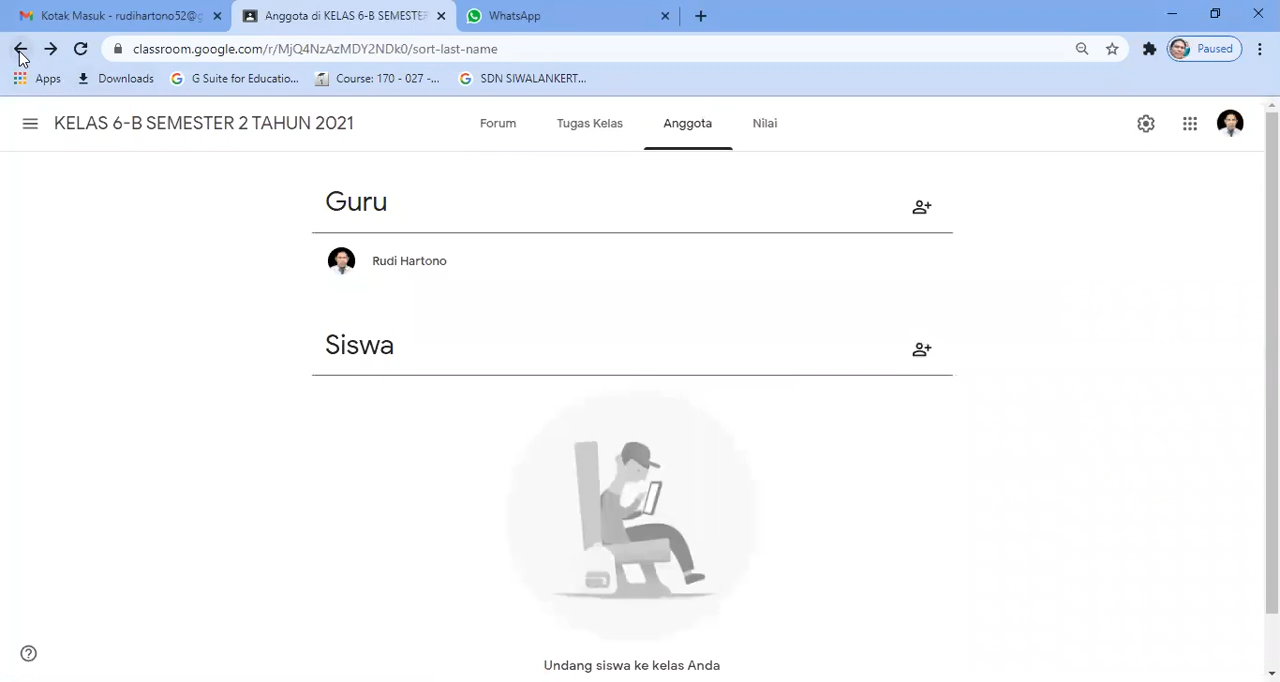 Kotak Masuk - rudihartono52@g
Anggota di KELAS 6-B SEMESTER
WhatsApp
classroom.google.com/r/MjQ4NzAzMDY2NDk0/sort-last-name
Paused
Apps
Downloads
G Suite for Educatio...
Course: 170 - 027 -...
SDN SIWALANKERT...
KELAS 6-B SEMESTER 2 TAHUN 2021
Forum
Tugas Kelas
Anggota
Nilai
Guru
Rudi Hartono
Siswa
Undang siswa ke kelas Anda